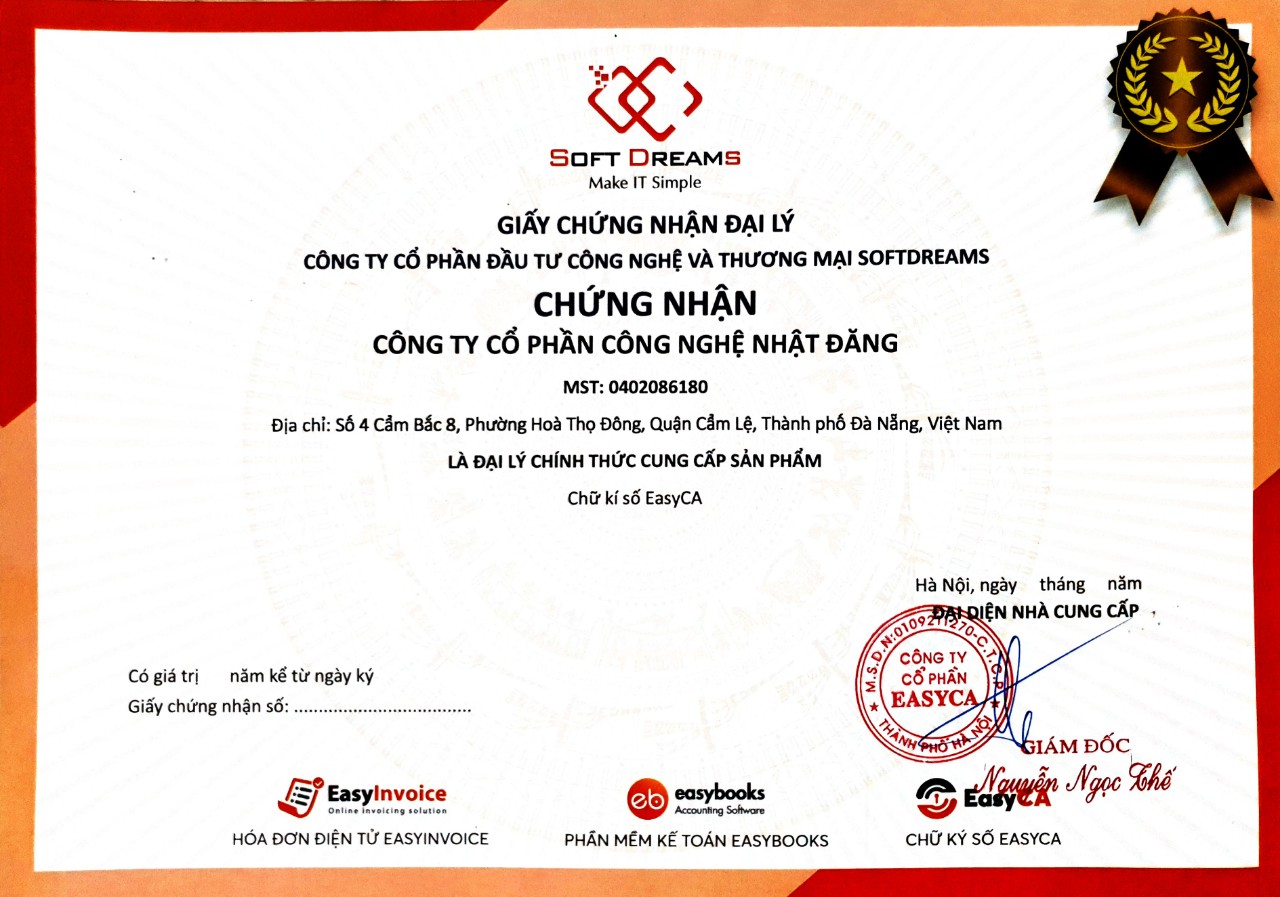 SOFT DREAMS
Make IT Simple
GIẤY CHỨNG NHẬN ĐẠI LÝ
CÔNG TY CỔ PHẦN ĐẦU TƯ CÔNG NGHỆ VÀ THƯƠNG MẠI SOFTDREAMS
CHỨNG NHẬN
CÔNG TY CỔ PHẦN CÔNG NGHỆ NHẬT ĐĂNG
MST: 0402086180
Địa chỉ: Số 4 Cẩm Bắc 8, Phường Hoà Thọ Đông, Quận Cẩm Lệ, Thành phố Đà Nẵng, Việt Nam
LÀ ĐẠI LÝ CHÍNH THỨC CUNG CẤP SẢN PHẨM
Chữ kí số EasyCA
Hà Nội, ngày tháng năm
ĐẠI DIỆN NHÀ CUNG CẤP
M.S.D.N:0109211270-C.T.C.P
CÔNG TY
CỔ PHẦN
EASYCA
THÀNH PHỐ HÀ NỘI
Có giá trị năm kể từ ngày ký
Giấy chứng nhận số: ....................................
GIÁM ĐỐC
Nguyễn Ngọc Thế
EasyInvoice
Online invoicing solution
HÓA ĐƠN ĐIỆN TỬ EASYINVOICE
eb easybooks
Accounting Software
PHẦN MỀM KẾ TOÁN EASYBOOKS
EasyCA
CHỮ KÝ SỐ EASYCA